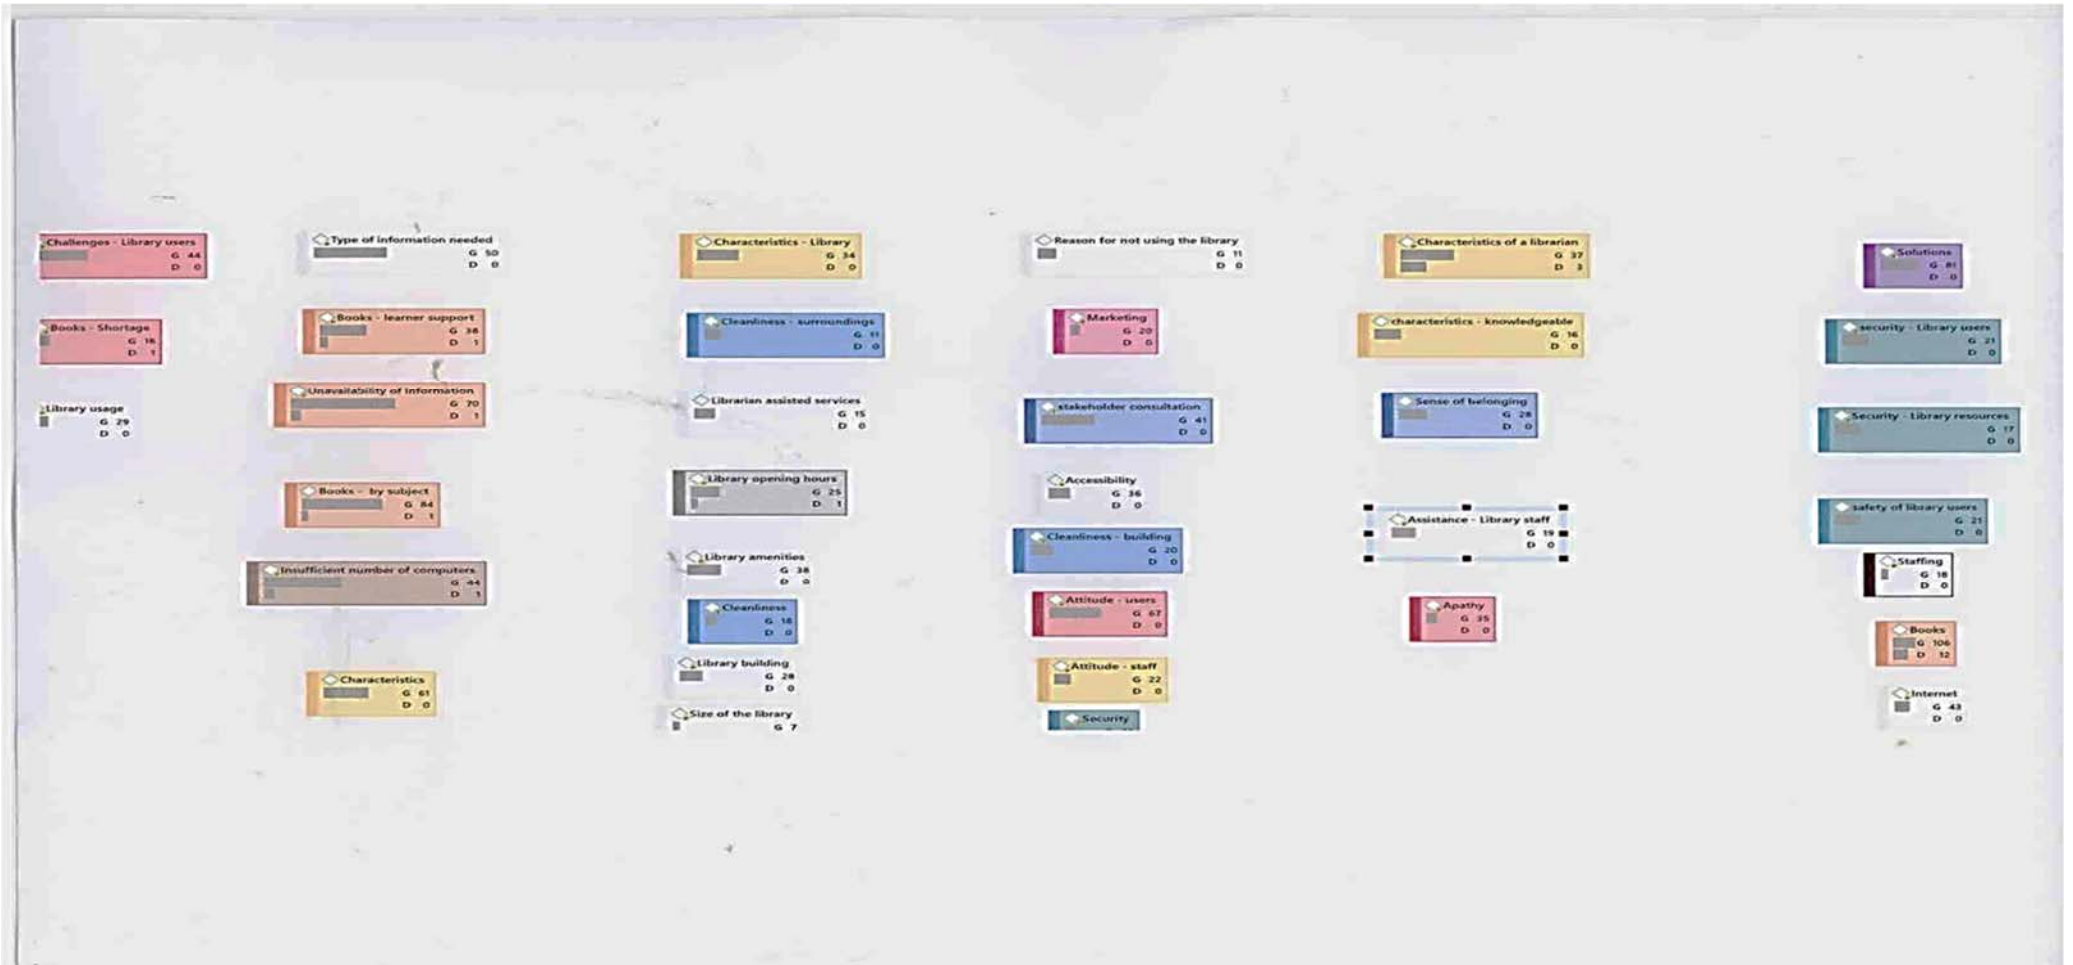 Challenges - Library users
G 44
D 0
Books - Shortage
G 16
D 1
Library usage
G 29
D 0
Type of information needed
G 50
D 0
Books - learner support
G 38
D 1
Unavailability of Information
G 70
D 1
Books - by subject
G 84
D 1
Insufficient number of computers
G 44
D 1
Characteristics
G 61
D 0
Characteristics - Library
G 34
D 0
Cleanliness - surroundings
G 11
D 0
Librarian assisted services
G 15
D 0
Library opening hours
G 25
D 1
Library amenities
G 38
D 0
Cleanliness
G 18
D 0
Library building
G 28
D 0
Size of the library
G 7
Reason for not using the library
G 11
D 0
Marketing
G 20
D 0
stakeholder consultation
G 41
D 0
Accessibility
G 36
D 0
Cleanliness - building
G 20
D 0
Attitude - users
G 67
D 0
Attitude - staff
G 22
D 0
Security
Characteristics of a librarian
G 37
D 3
characteristics - knowledgeable
G 16
D 0
Sense of belonging
G 28
D 0
Assistance - Library staff
G 19
D 0
Apathy
G 35
D 0
Solutions
G 81
D 0
security - Library users
G 21
D 0
Security - Library resources
G 17
D 0
safety of library users
G 21
D 0
Staffing
G 18
D 0
Books
G 106
D 12
Internet
G 43
D 0